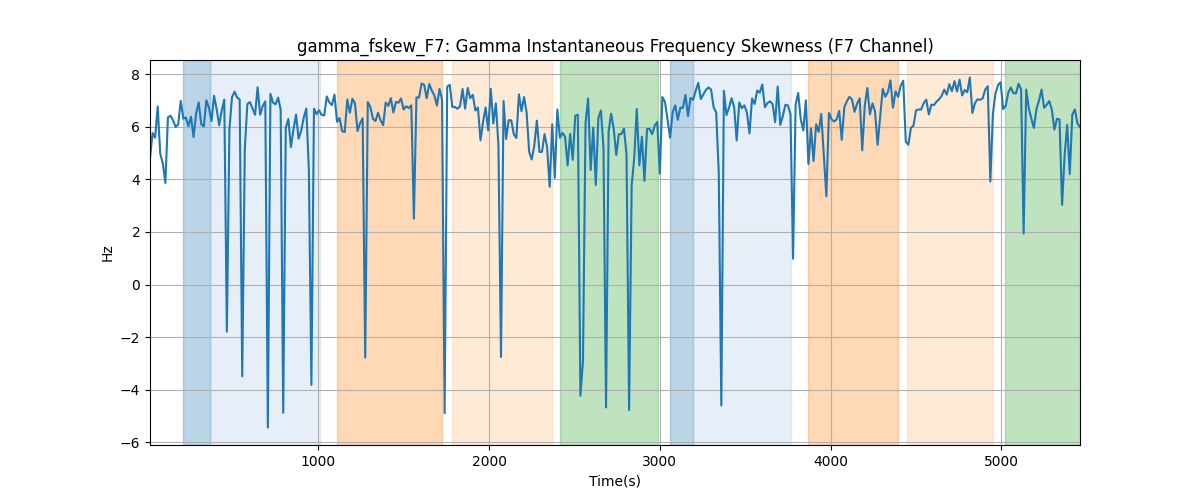 gamma_fskew_F7: Gamma Instantaneous Frequency Skewness (F7 Channel)
8
6
4
2
0
−2
−4
−6
Hz
1000 2000 3000 4000 5000
Time(s)